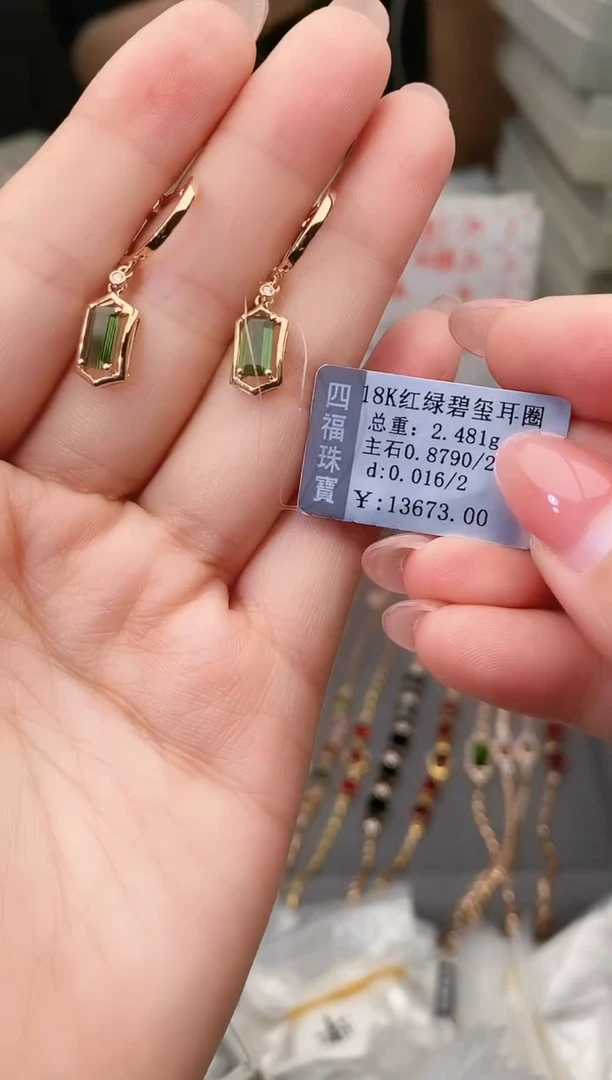 四福珠寶
18K红绿碧玺耳圈
总重: 2.481g
主石0.8790/2
d:0.016/2
¥:13673.00